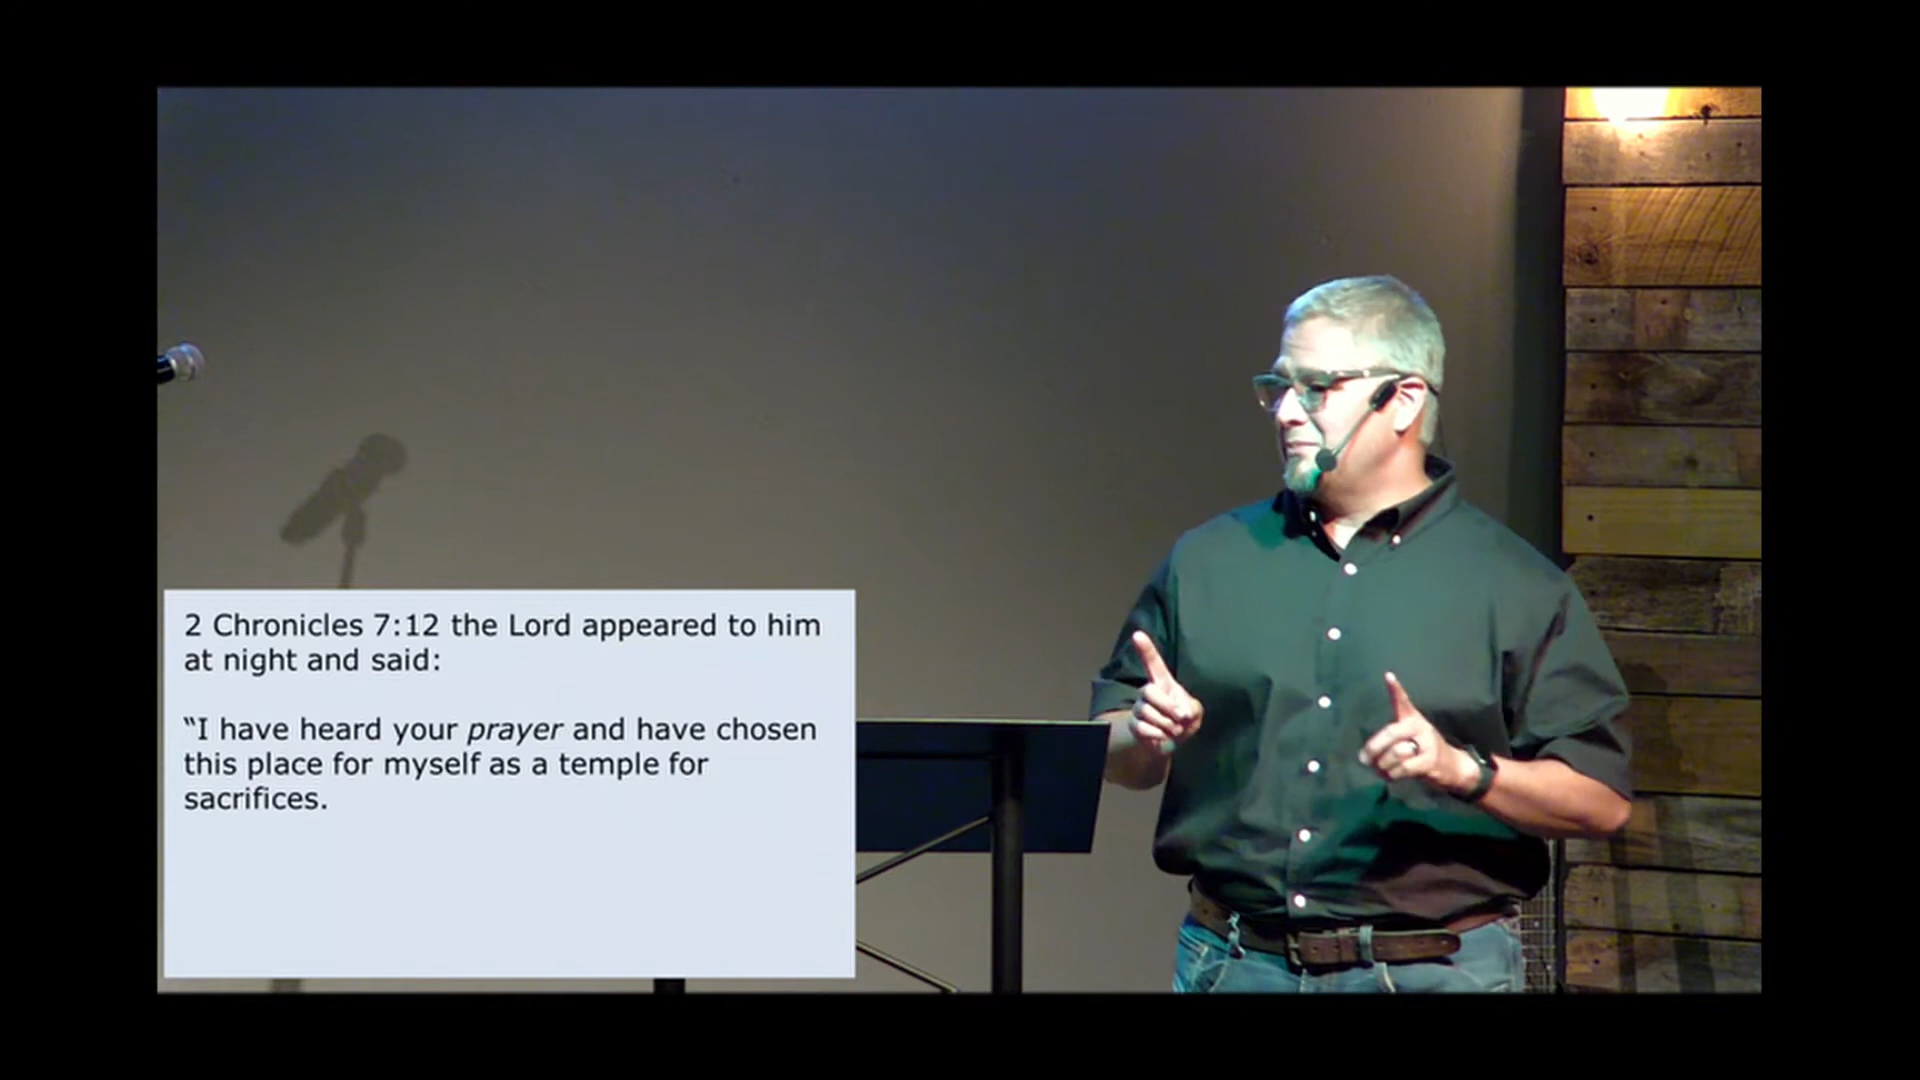 2 Chronicles 7:12 the Lord appeared to him
at night and said:
“I have heard your prayer and have chosen
this place for myself as a temple for
sacrifices.